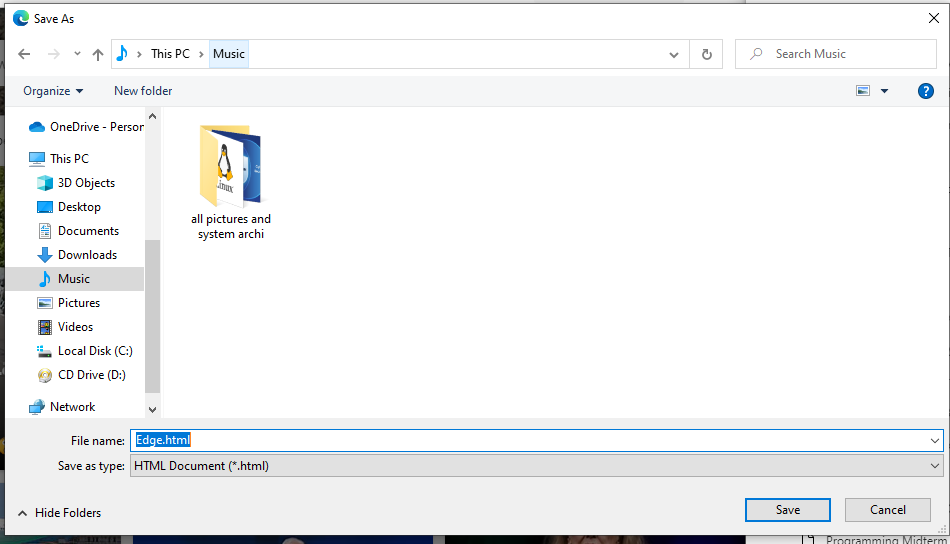 Save As
This PC
Music
Search Music
Organize
New folder
OneDrive - Person
This PC
3D Objects
Desktop
Documents
Downloads
Music
Pictures
Videos
Local Disk (C:)
CD Drive (D:)
Network
Linux
all pictures and
system archi
File name:
Edge.html
Save as type:
HTML Document (*.html)
Hide Folders
Save
Cancel
Programming Midterm